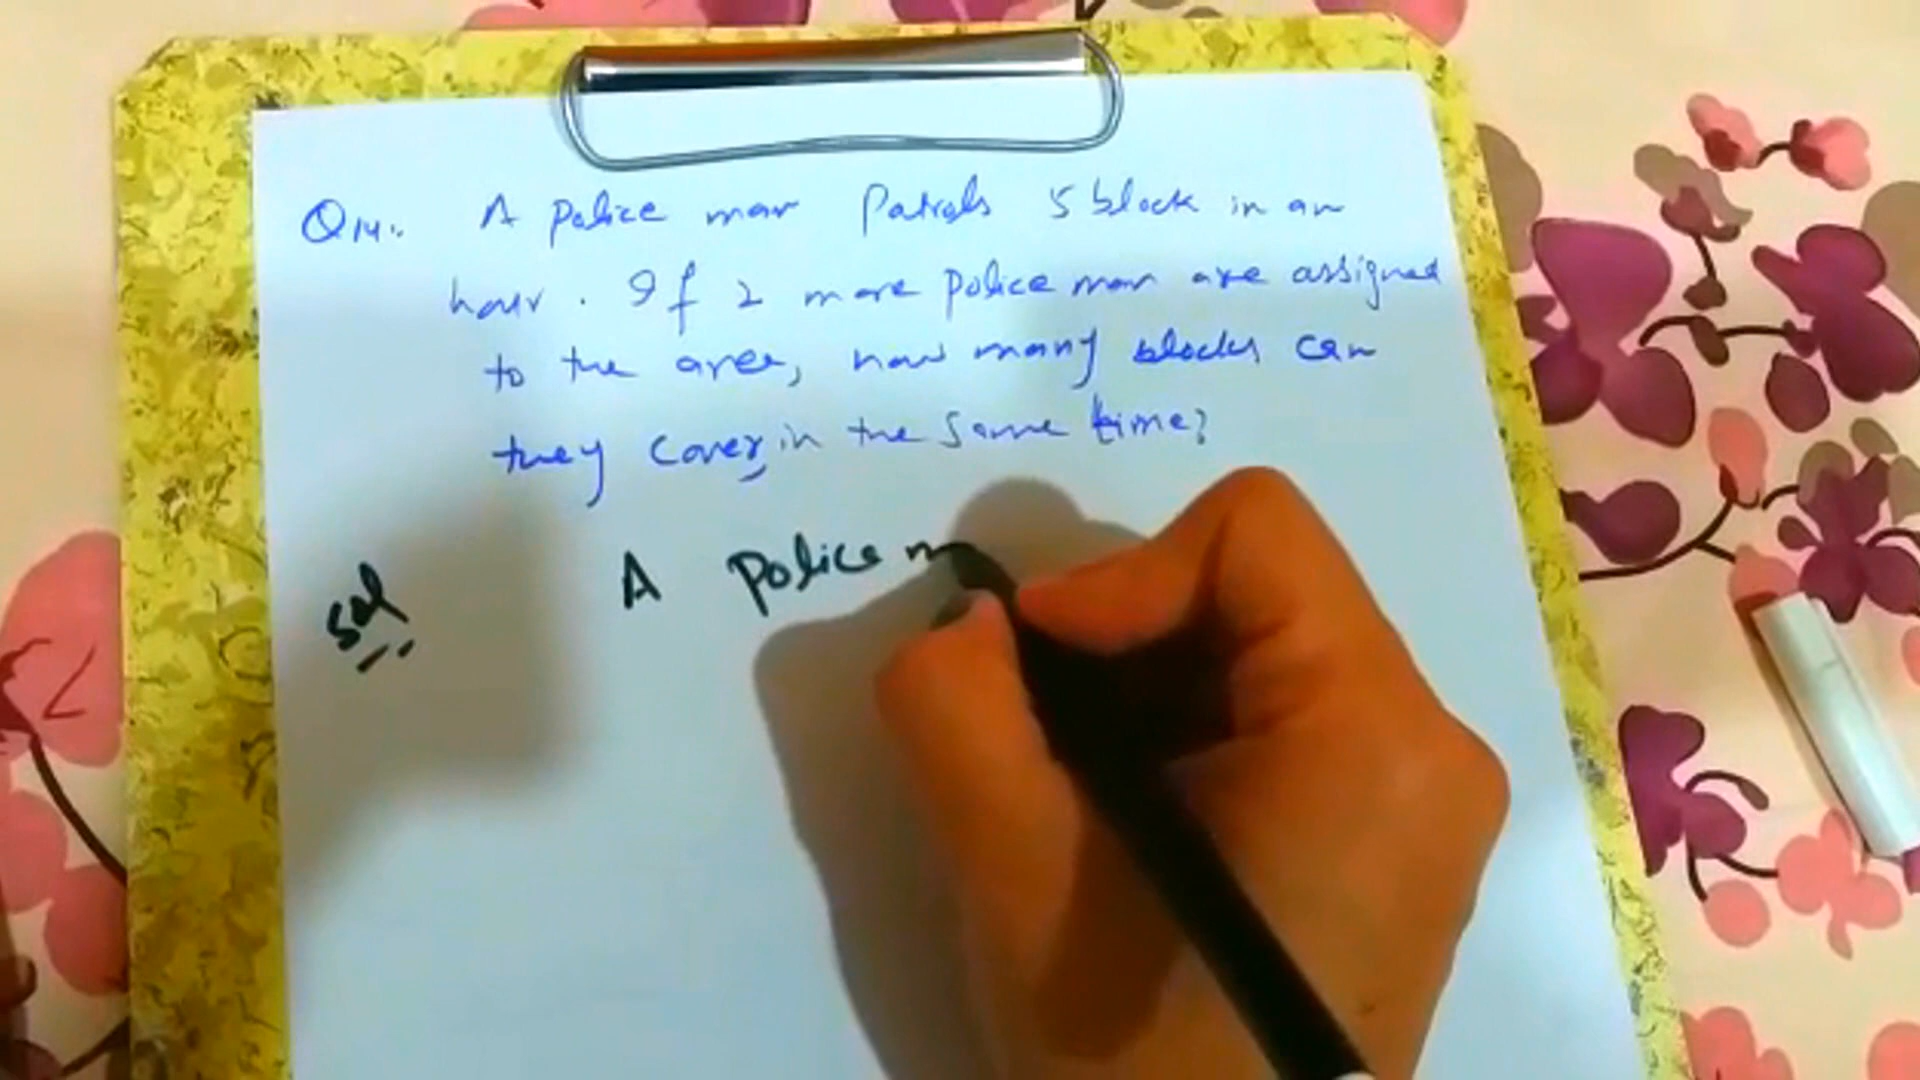 Q14. A Police man Patrols 5 block in an
hour. If 2 more police man are assigned
to the area, how many blocks can
they cover in the same time?
Sol
A Police m